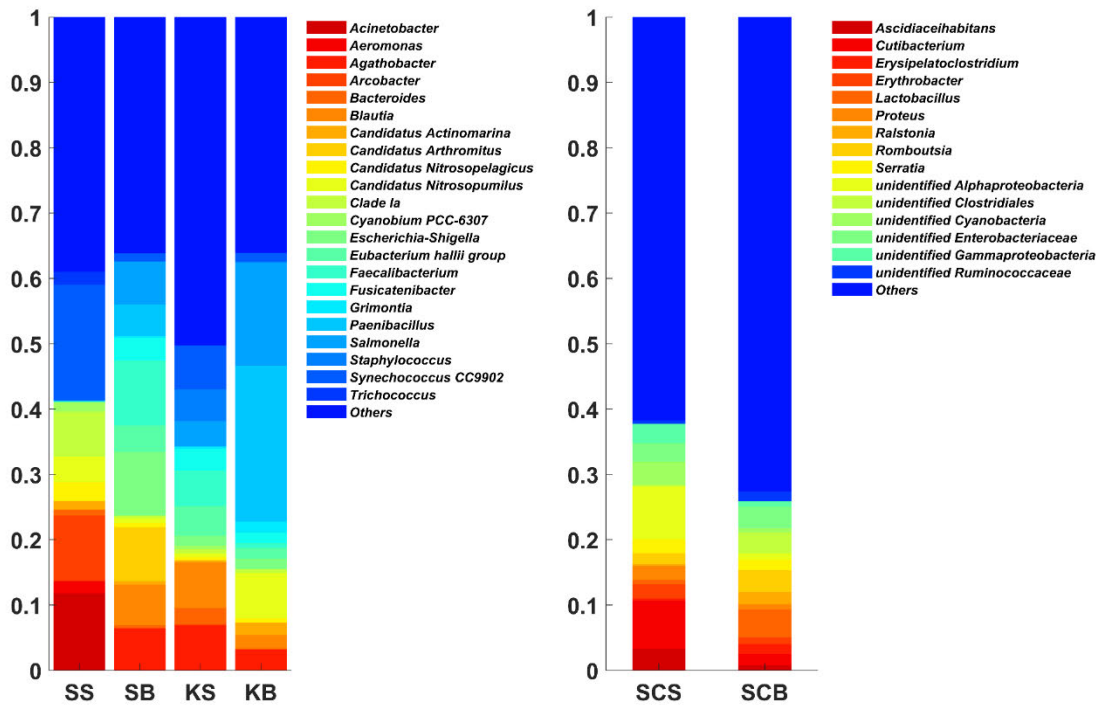 1
0.9
0.8
0.7
0.6
0.5
0.4
0.3
0.2
0.1
0
SS SB KS KB
Acinetobacter
Aeromonas
Agathobacter
Arcobacter
Bacteroides
Blautia
Candidatus Actinomarina
Candidatus Arthromitus
Candidatus Nitrosopelagicus
Candidatus Nitrosopumilus
Clade Ia
Cyanobium PCC-6307
Escherichia-Shigella
Eubacterium hallii group
Faecalibacterium
Fusicatenibacter
Grimontia
Paenibacillus
Salmonella
Staphylococcus
Synechococcus CC9902
Trichococcus
Others
1
0.9
0.8
0.7
0.6
0.5
0.4
0.3
0.2
0.1
0
SCS SCB
Ascidiaceihabitans
Cutibacterium
Erysipelatoclostridium
Erythrobacter
Lactobacillus
Proteus
Ralstonia
Romboutsia
Serratia
unidentified Alphaproteobacteria
unidentified Clostridiales
unidentified Cyanobacteria
unidentified Enterobacteriaceae
unidentified Gammaproteobacteria
unidentified Ruminococcaceae
Others